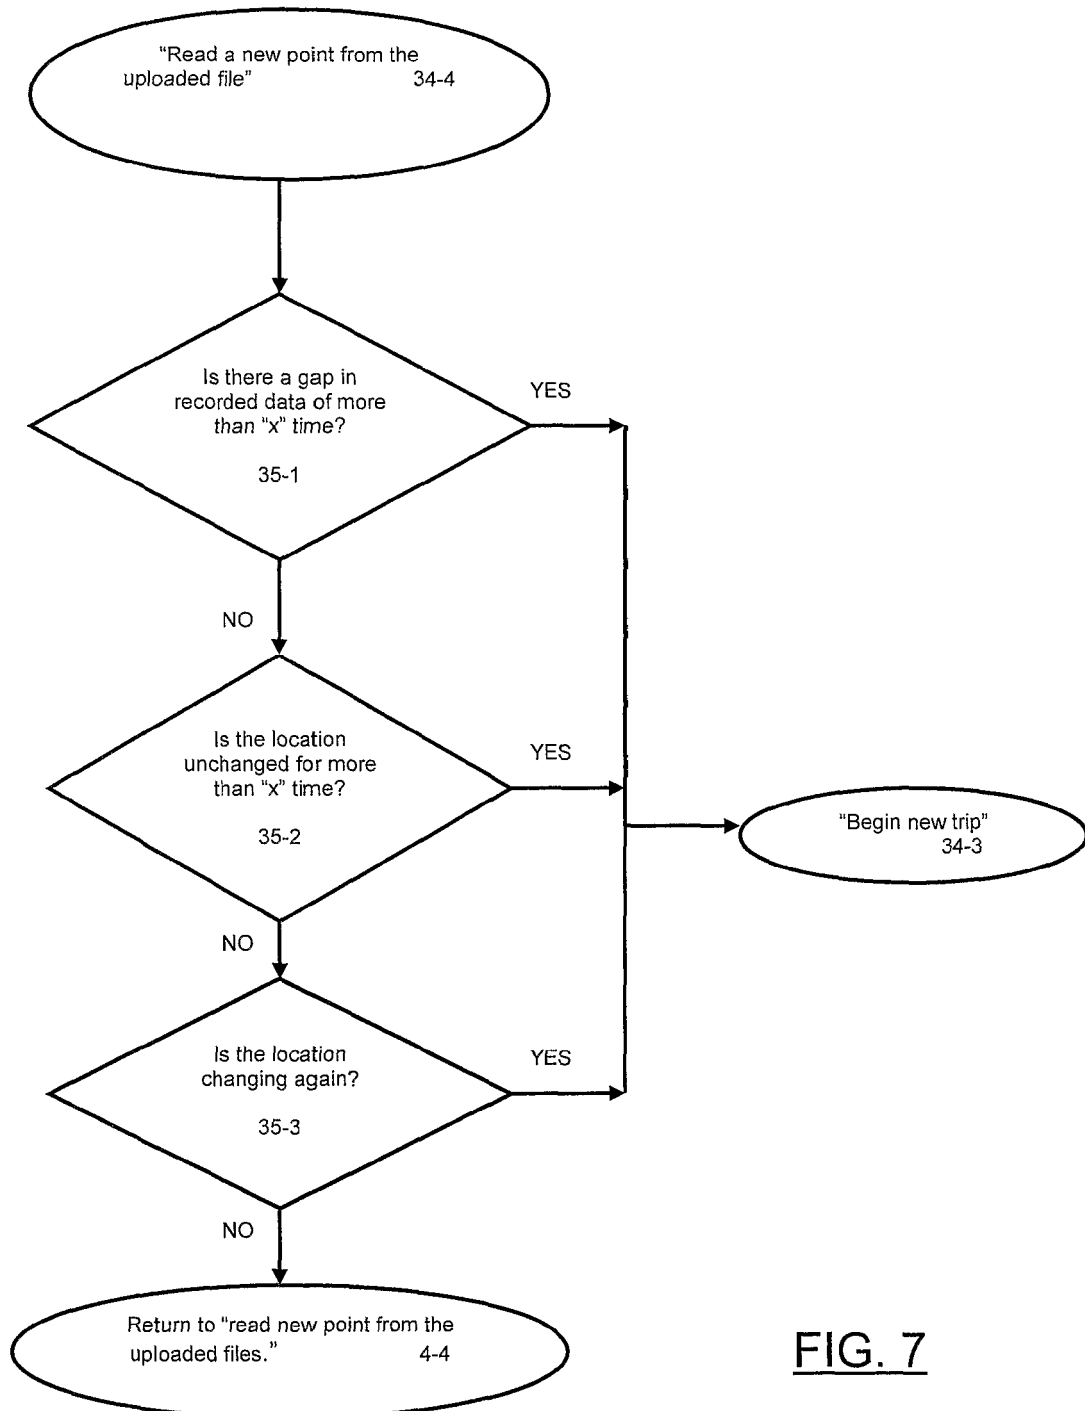 “Read a new point from the
uploaded file” 34-4
Is there a gap in
recorded data of more
than “x” time?
35-1
YES
NO
Is the location
unchanged for more
than “x” time?
35-2
YES
“Begin new trip”
34-3
NO
Is the location
changing again?
35-3
YES
NO
Return to “read new point from the
uploaded files.” 4-4
FIG. 7